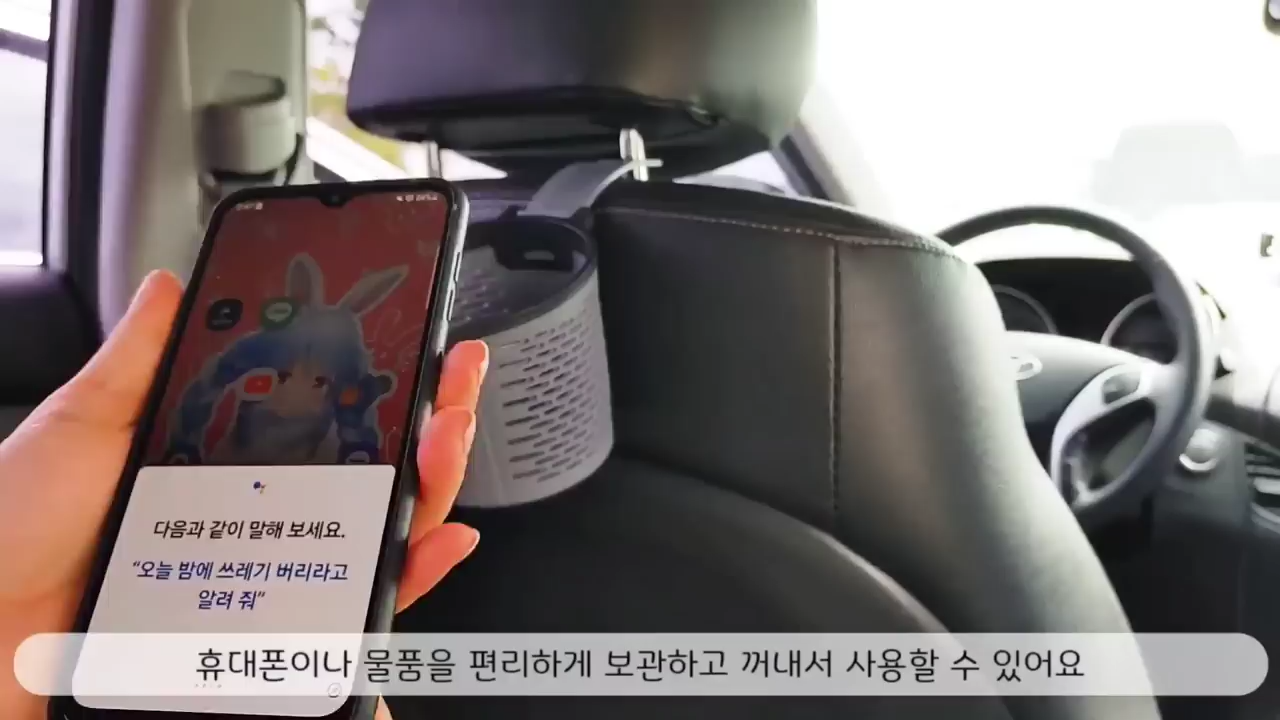 다음과 같이 말해 보세요.
“오늘 밤에 쓰레기 버리라고
알려 줘”
휴대폰이나 물품을 편리하게 보관하고 꺼내서 사용할 수 있어요